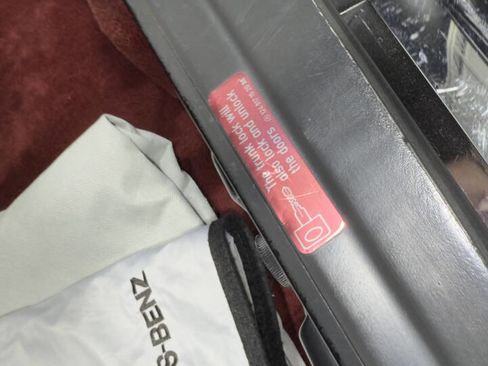 The trunk lock will
also lock and unlock
the doors
S-BENZ